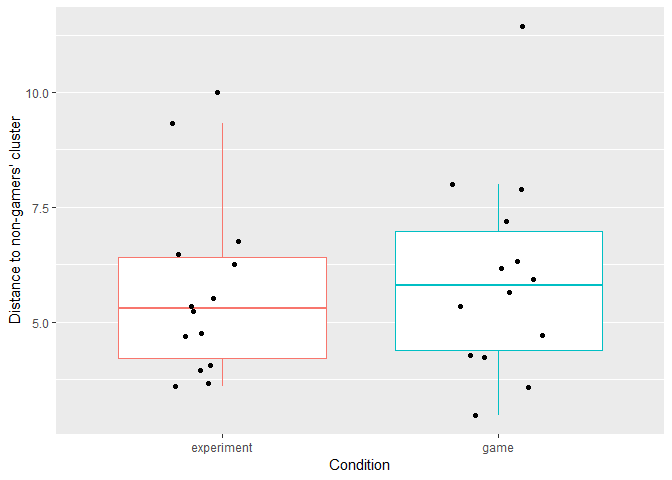 Distance to non-gamers' cluster
10.0
7.5
5.0
experiment
game
Condition